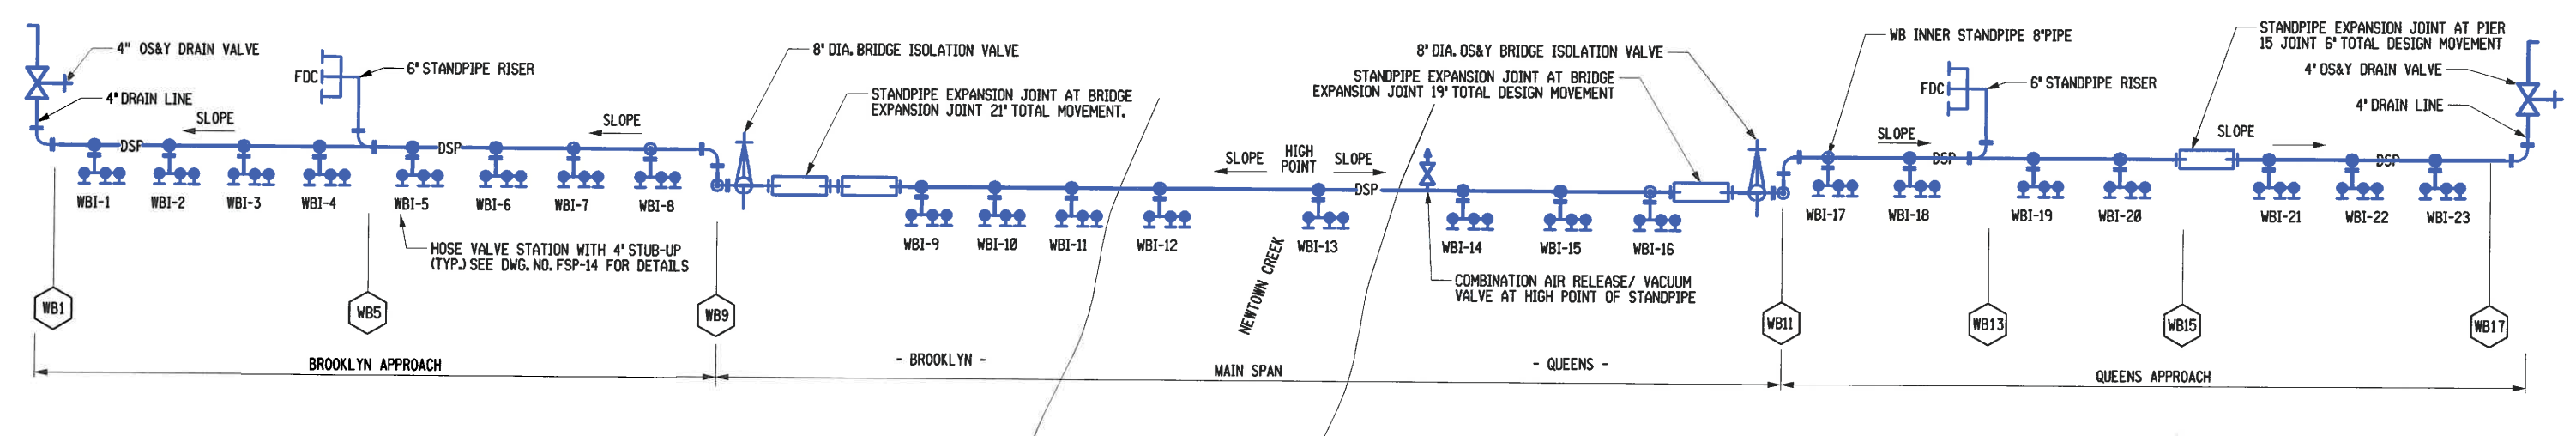 4" OS&Y DRAIN VALVE
4" DRAIN LINE
FDC
6" STANDPIPE RISER
SLOPE
SLOPE
8" DIA. BRIDGE ISOLATION VALVE
STANDPIPE EXPANSION JOINT AT BRIDGE
EXPANSION JOINT 21" TOTAL MOVEMENT.
8" DIA. OS&Y BRIDGE ISOLATION VALVE
STANDPIPE EXPANSION JOINT AT BRIDGE
EXPANSION JOINT 19" TOTAL DESIGN MOVEMENT
WB INNER STANDPIPE 8"PIPE
FDC
6" STANDPIPE RISER
STANDPIPE EXPANSION JOINT AT PIER
15 JOINT 6" TOTAL DESIGN MOVEMENT
4" OS&Y DRAIN VALVE
4" DRAIN LINE
SLOPE
SLOPE
DSP
DSP
SLOPE
HIGH
POINT
SLOPE
DSP
DSP
DSP
WBI-1
WBI-2
WBI-3
WBI-4
WBI-5
WBI-6
WBI-7
WBI-8
WBI-9
WBI-10
WBI-11
WBI-12
WBI-13
WBI-14
WBI-15
WBI-16
WBI-17
WBI-18
WBI-19
WBI-20
WBI-21
WBI-22
WBI-23
HOSE VALVE STATION WITH 4" STUB-UP
(TYP.) SEE DWG. NO. FSP-14 FOR DETAILS
NEWTOWN CREEK
COMBINATION AIR RELEASE/ VACUUM
VALVE AT HIGH POINT OF STANDPIPE
WB1
WB5
WB9
WB11
WB13
WB15
WB17
BROOKLYN APPROACH
- BROOKLYN -
MAIN SPAN
- QUEENS -
QUEENS APPROACH